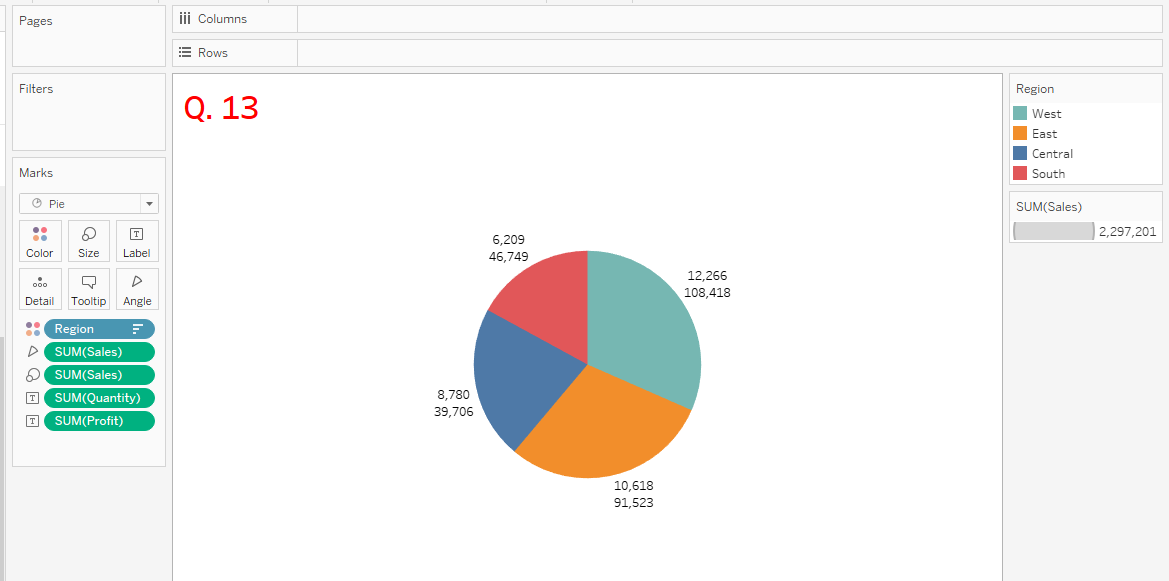 Pages
Columns
Rows
Filters
Marks
Pie
Color
Size
Label
Detail
Tooltip
Angle
Region
SUM(Sales)
SUM(Sales)
SUM(Quantity)
SUM(Profit)
Q. 13
6,209
46,749
12,266
108,418
8,780
39,706
10,618
91,523
Region
West
East
Central
South
SUM(Sales)
2,297,201